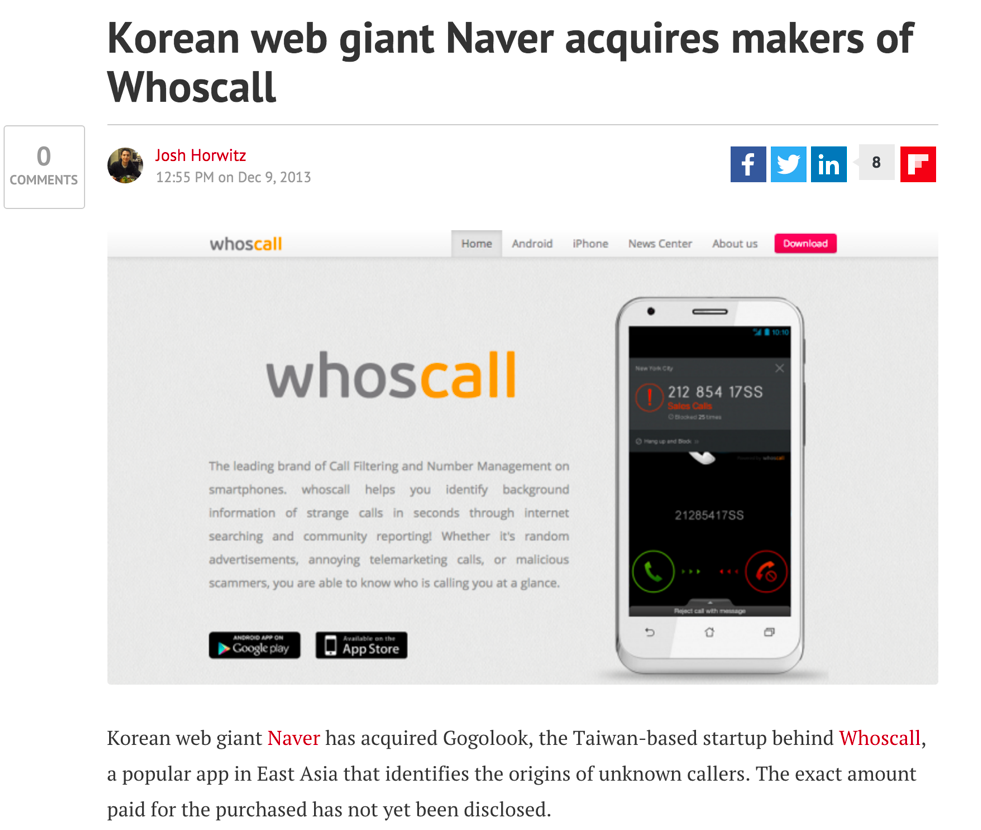 Korean web giant Naver acquires makers of
Whoscall
0
COMMENTS
Josh Horwitz
12:55 PM on Dec 9, 2013
8
whoscall
Home
Android
iPhone
News Center
About us
Download
whoscall
The leading brand of Call Filtering and Number Management on
smartphones. whoscall helps you identify background
information of strange calls in seconds through internet
searching and community reporting! Whether it's random
advertisements, annoying telemarketing calls, or malicious
scammers, you are able to know who is calling you at a glance.
ANDROID APP ON
Google play
Available on the
App Store
10:10
New York City
212 854 17SS
Sales Calls
Blocked 25 times
Hang up and Block
whoscall
21285417SS
Reject call with message
Korean web giant Naver has acquired Gogolook, the Taiwan-based startup behind Whoscall,
a popular app in East Asia that identifies the origins of unknown callers. The exact amount
paid for the purchased has not yet been disclosed.